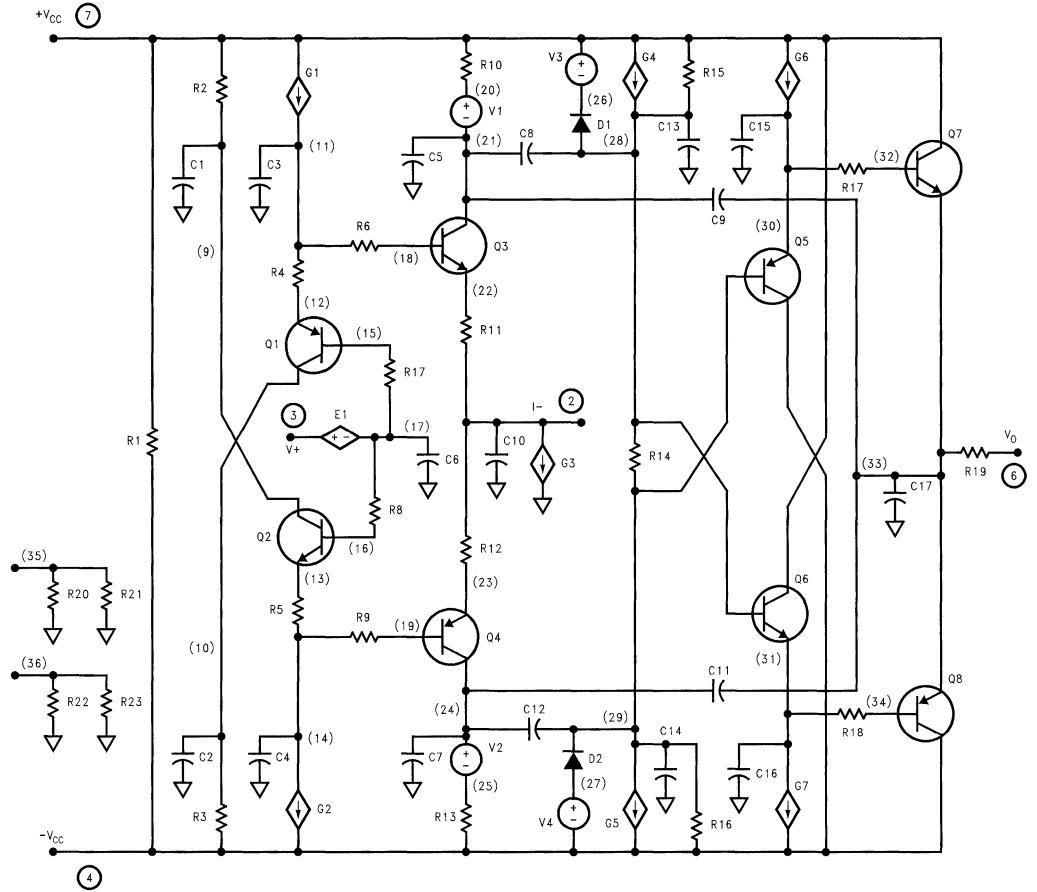 +VCC 7
R2
G1
R10
(20)
V1
V3
(26)
D1
G4
R15
G6
C1
C3
(11)
C5
(21)
C8
(28)
C13
C15
Q7
(32)
R17
(9)
R6
(18)
Q3
C9
(30)
Q5
R4
(12)
(22)
Q1
(15)
R11
R17
3
E1
V+
(17)
I-
2
R1
C6
C10
G3
R14
VO
R19
6
(33)
C17
R8
Q2
(16)
(13)
R12
(35)
R20
R21
R5
(23)
Q6
(10)
R9
(19)
Q4
(31)
(36)
R22
R23
C11
Q8
(24)
C12
(29)
(34)
R18
C2
C4
(14)
C7
V2
(25)
D2
(27)
C14
C16
R3
G2
R13
V4
G5
R16
G7
-VCC
4